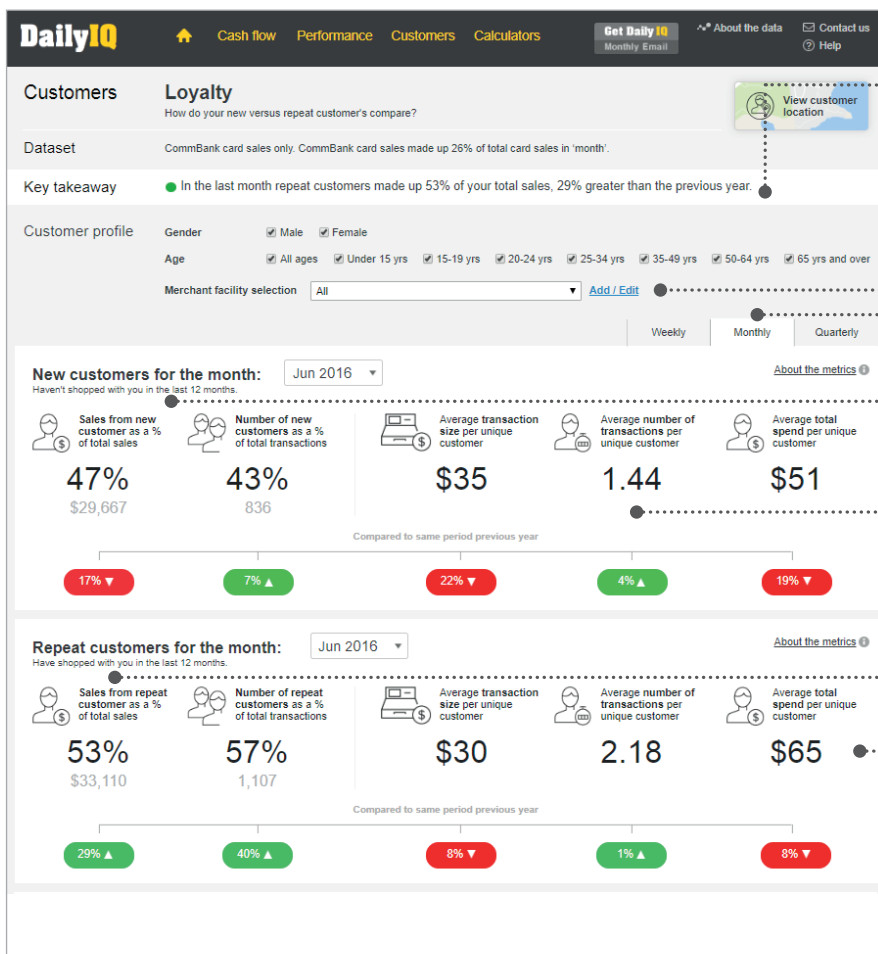 DailyIQ
Cash flow Performance Customers Calculators
Get Daily IQ
Monthly Email
About the data
Contact us
Help
Customers
Loyalty
How do your new versus repeat customer's compare?
View customer
location
Dataset
CommBank card sales only. CommBank card sales made up 26% of total card sales in 'month'.
Key takeaway
In the last month repeat customers made up 53% of your total sales, 29% greater than the previous year.
Customer profile
Gender Male Female
Age All ages Under 15 yrs 15-19 yrs 20-24 yrs 25-34 yrs 35-49 yrs 50-64 yrs 65 yrs and over
Merchant facility selection All Add / Edit
Weekly Monthly Quarterly
New customers for the month: Jun 2016
Haven't shopped with you in the last 12 months.
About the metrics
Sales from new
customer as a %
of total sales
47%
$29,667
Number of new
customers as a %
of total transactions
43%
836
Average transaction
size per unique
customer
$35
Average number of
transactions per
unique customer
1.44
Average total
spend per unique
customer
$51
Compared to same period previous year
17% ▼ 7% ▲ 22% ▼ 4% ▲ 19% ▼
Repeat customers for the month: Jun 2016
Have shopped with you in the last 12 months.
About the metrics
Sales from repeat
customer as a %
of total sales
53%
$33,110
Number of repeat
customers as a %
of total transactions
57%
1,107
Average transaction
size per unique
customer
$30
Average number of
transactions per
unique customer
2.18
Average total
spend per unique
customer
$65
Compared to same period previous year
29% ▲ 40% ▲ 8% ▼ 1% ▲ 8% ▼